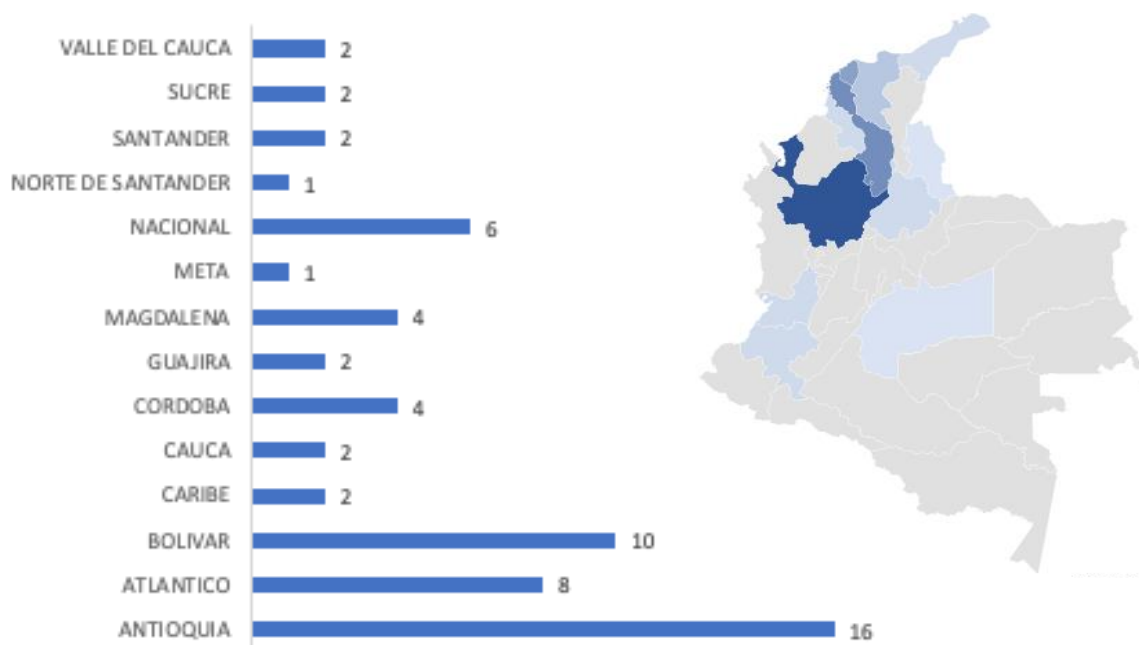 VALLE DEL CAUCA 2
SUCRE 2
SANTANDER 2
NORTE DE SANTANDER 1
NACIONAL 6
META 1
MAGDALENA 4
GUAJIRA 2
CORDOBA 4
CAUCA 2
CARIBE 2
BOLIVAR 10
ATLANTICO 8
ANTIOQUIA 16